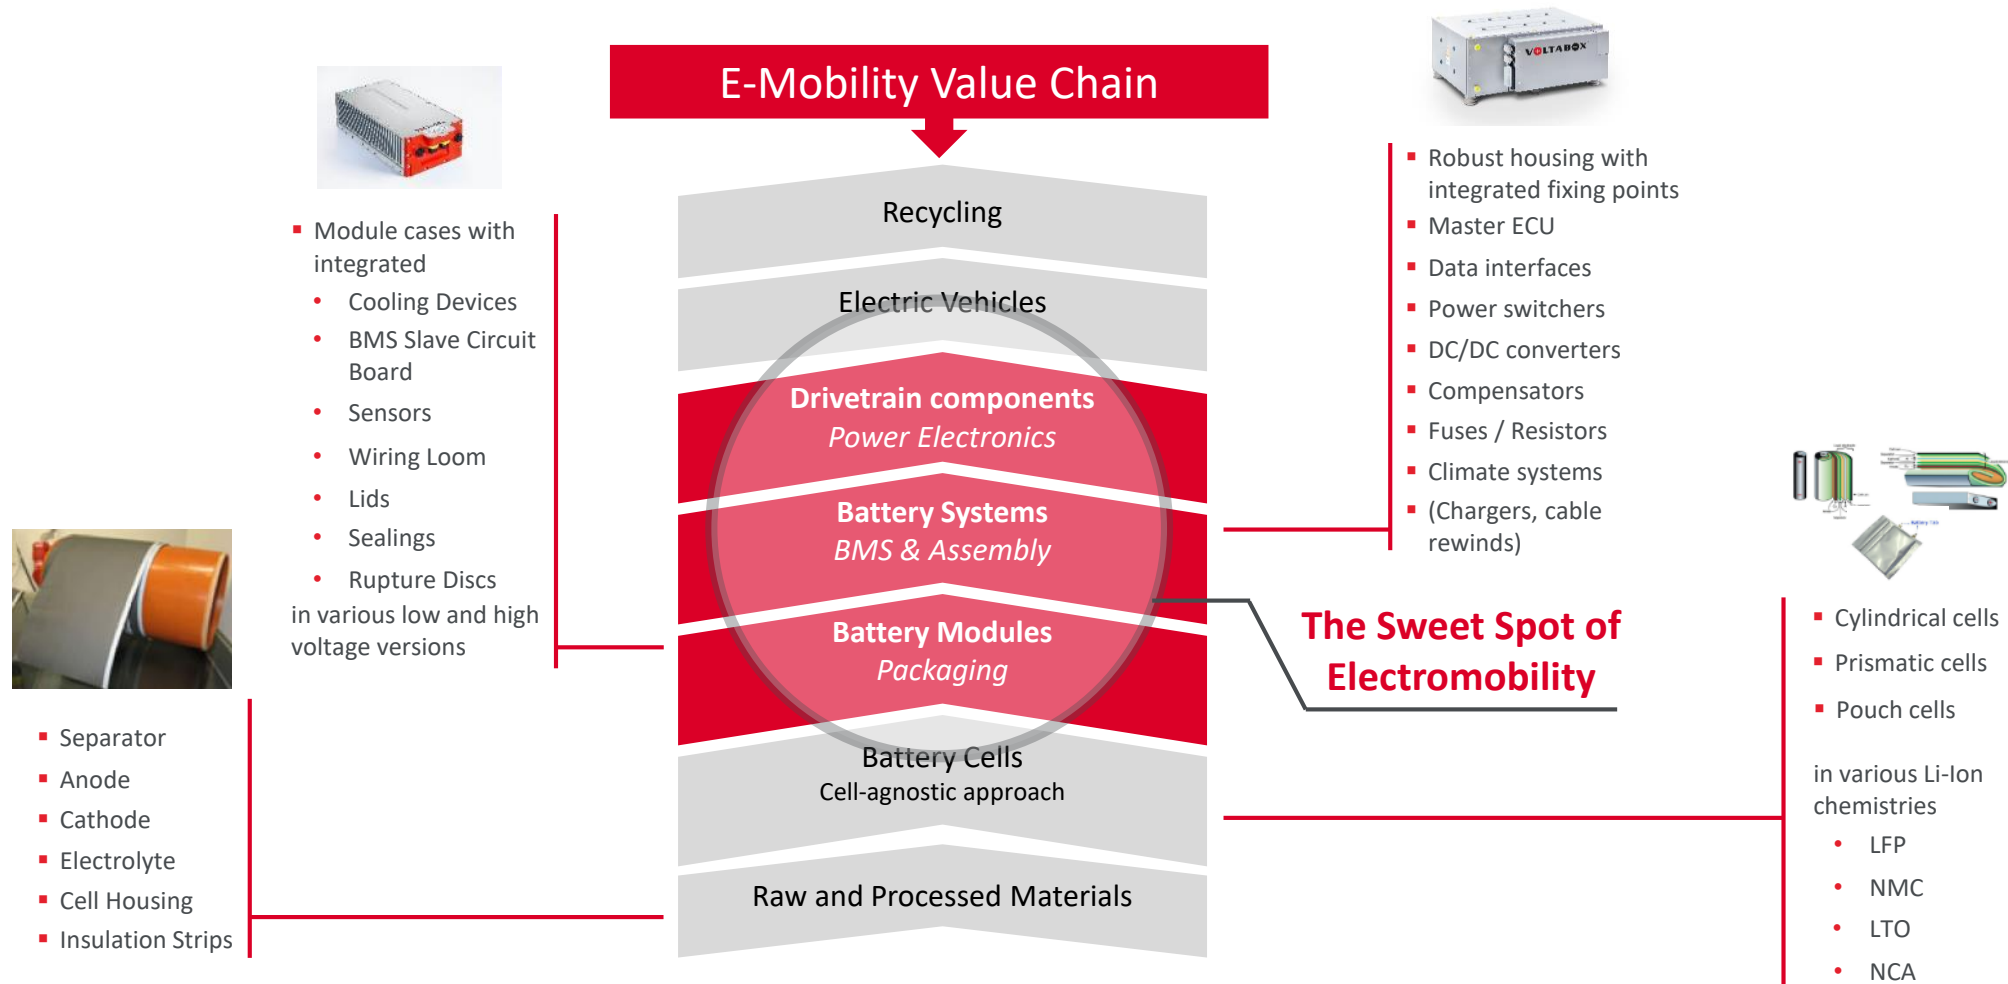 E-Mobility Value Chain
VOLTABOX
Recycling
Electric Vehicles
Drivetrain components
Power Electronics
Battery Systems
BMS & Assembly
Battery Modules
Packaging
Battery Cells
Cell-agnostic approach
Raw and Processed Materials
Module cases with
integrated
Cooling Devices
BMS Slave Circuit
Board
Sensors
Wiring Loom
Lids
Sealings
Rupture Discs
in various low and high
voltage versions
Separator
Anode
Cathode
Electrolyte
Cell Housing
Insulation Strips
Robust housing with
integrated fixing points
Master ECU
Data interfaces
Power switchers
DC/DC converters
Compensators
Fuses / Resistors
Climate systems
(Chargers, cable
rewinds)
The Sweet Spot of
Electromobility
Cylindrical cells
Prismatic cells
Pouch cells
in various Li-Ion
chemistries
LFP
NMC
LTO
NCA